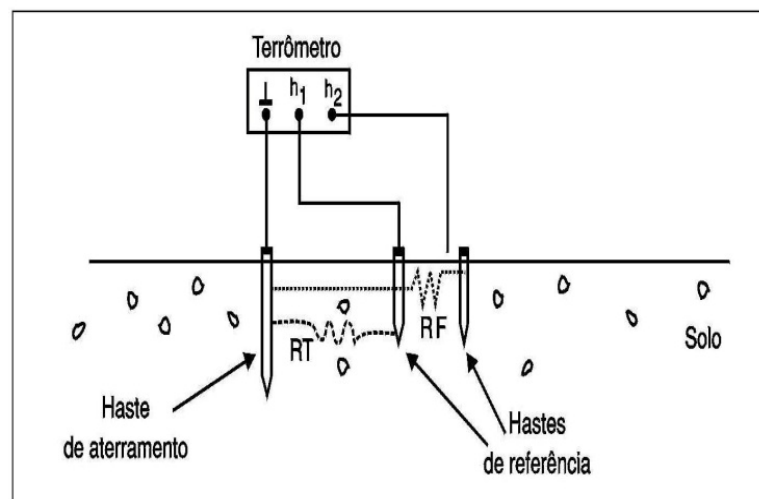 Terrômetro
h1 h2
RT
RF
Solo
Haste
de aterramento
Hastes
de referência